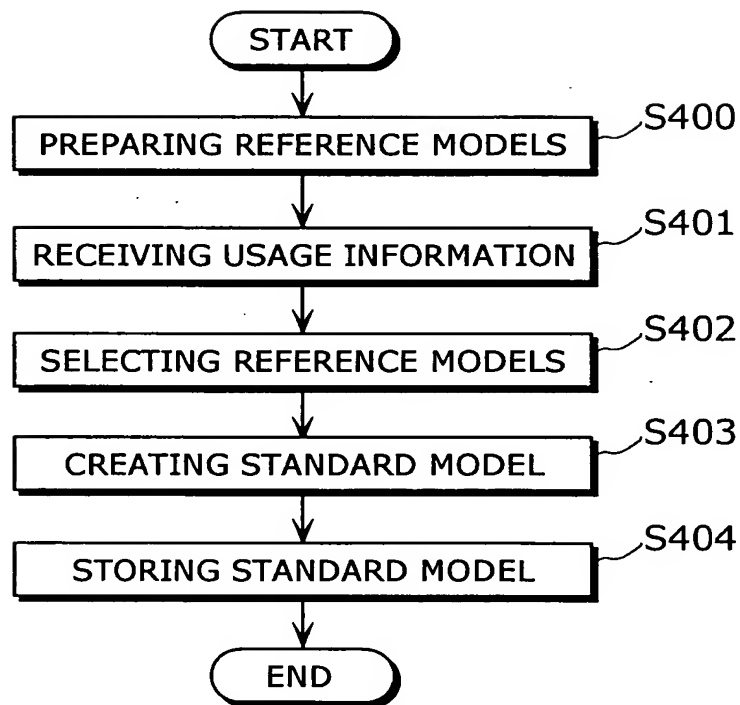 START
PREPARING REFERENCE MODELS
S400
RECEIVING USAGE INFORMATION
S401
SELECTING REFERENCE MODELS
S402
CREATING STANDARD MODEL
S403
STORING STANDARD MODEL
S404
END